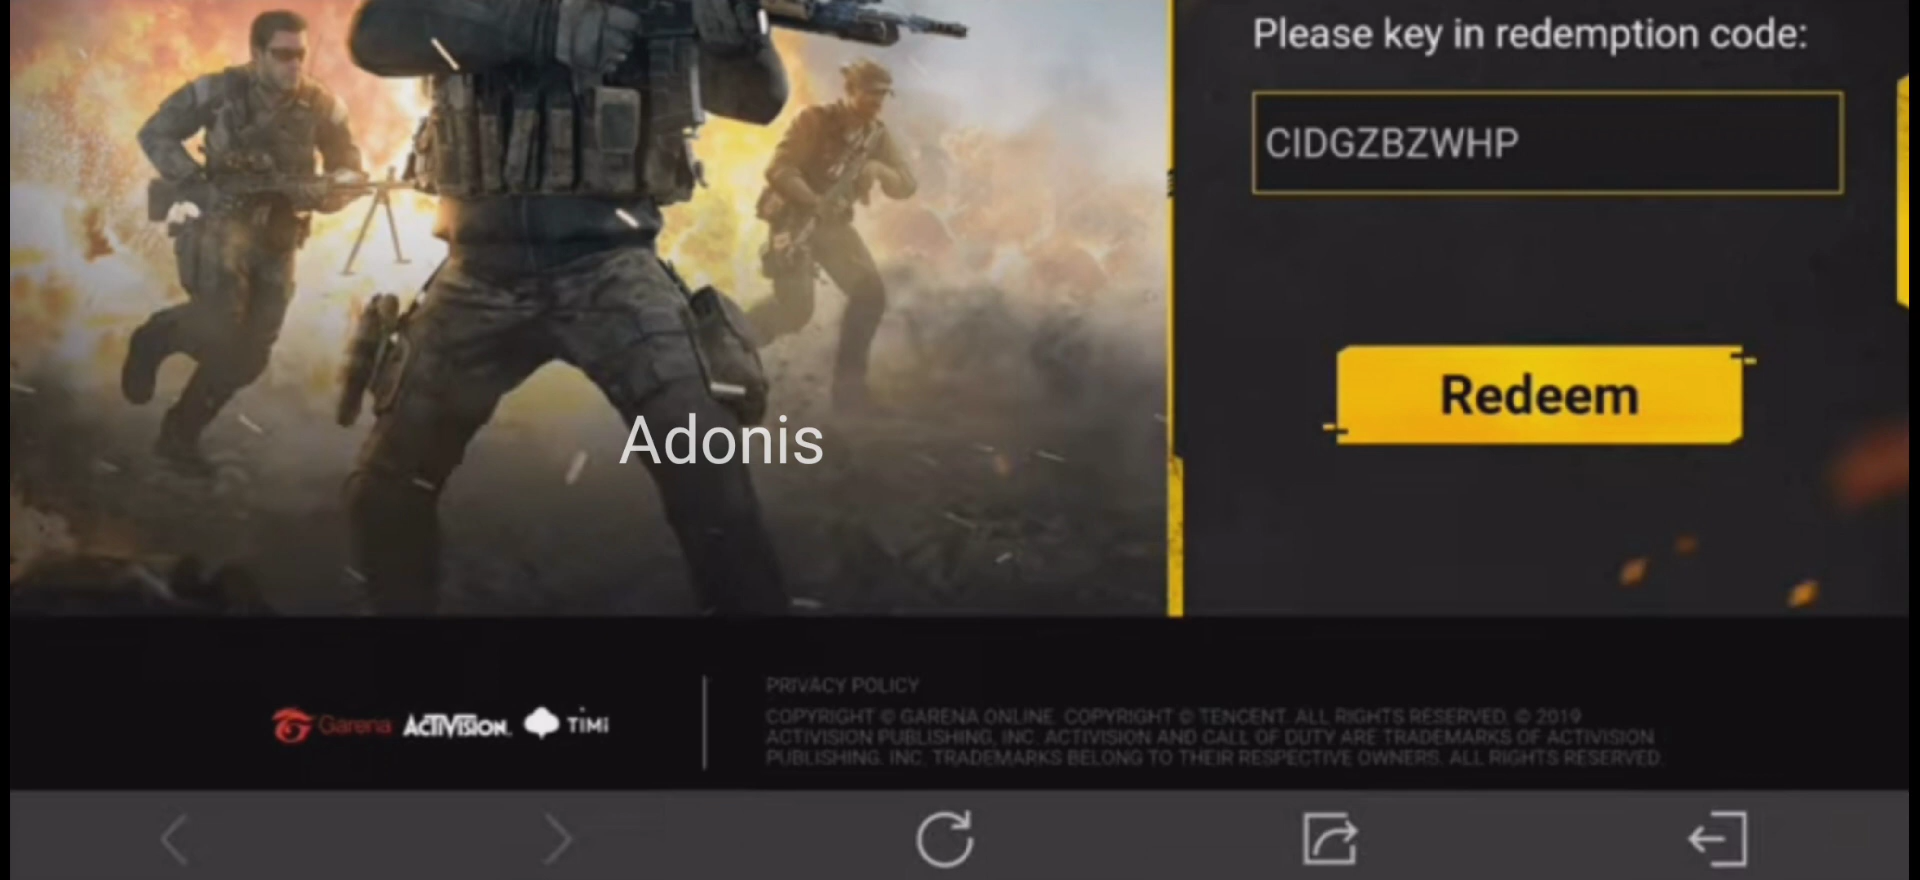 Please key in redemption code:
CIDGZBZWHP
Redeem
Adonis
Garena ACTIVISION. TiMi
PRIVACY POLICY
COPYRIGHT © GARENA ONLINE. COPYRIGHT © TENCENT. ALL RIGHTS RESERVED. © 2019
ACTIVISION PUBLISHING, INC. ACTIVISION AND CALL OF DUTY ARE TRADEMARKS OF ACTIVISION
PUBLISHING. INC. TRADEMARKS BELONG TO THEIR RESPECTIVE OWNERS. ALL RIGHTS RESERVED.